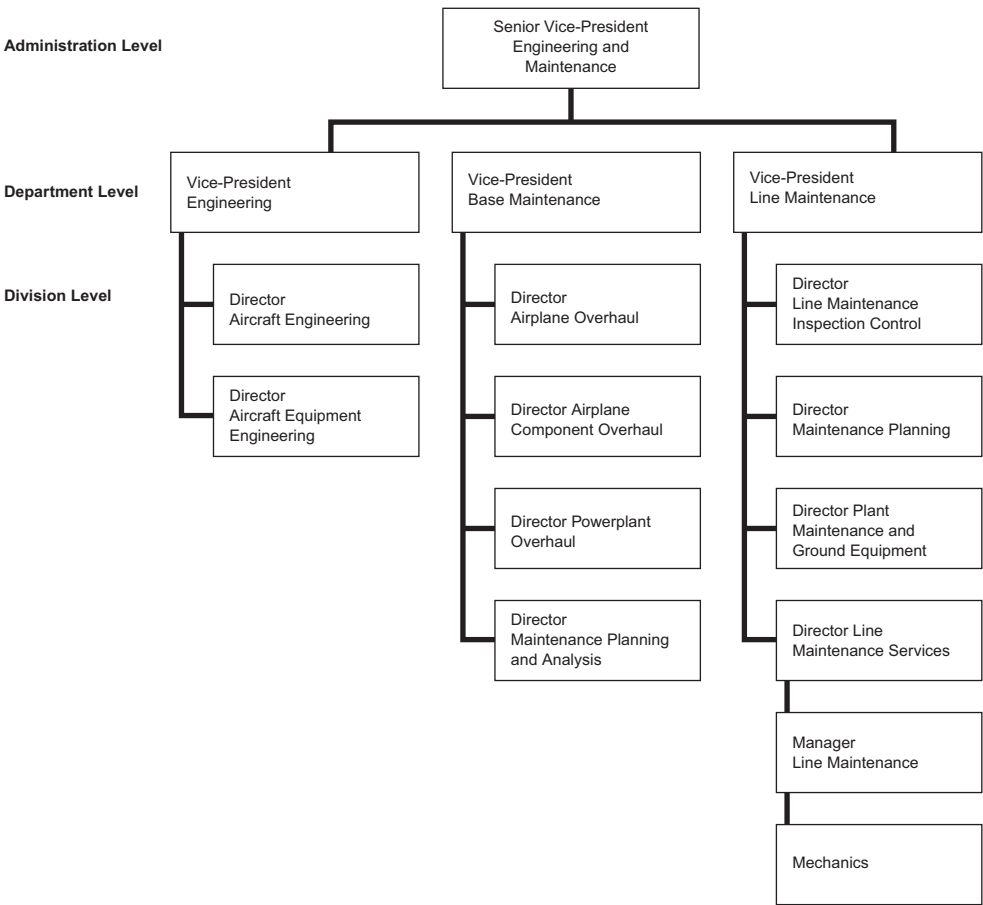 Administration Level
Senior Vice-President
Engineering and
Maintenance
Department Level
Vice-President
Engineering
Vice-President
Base Maintenance
Vice-President
Line Maintenance
Division Level
Director
Aircraft Engineering
Director
Airplane Overhaul
Director
Line Maintenance
Inspection Control
Director
Aircraft Equipment
Engineering
Director Airplane
Component Overhaul
Director
Maintenance Planning
Director Powerplant
Overhaul
Director Plant
Maintenance and
Ground Equipment
Director
Maintenance Planning
and Analysis
Director Line
Maintenance Services
Manager
Line Maintenance
Mechanics